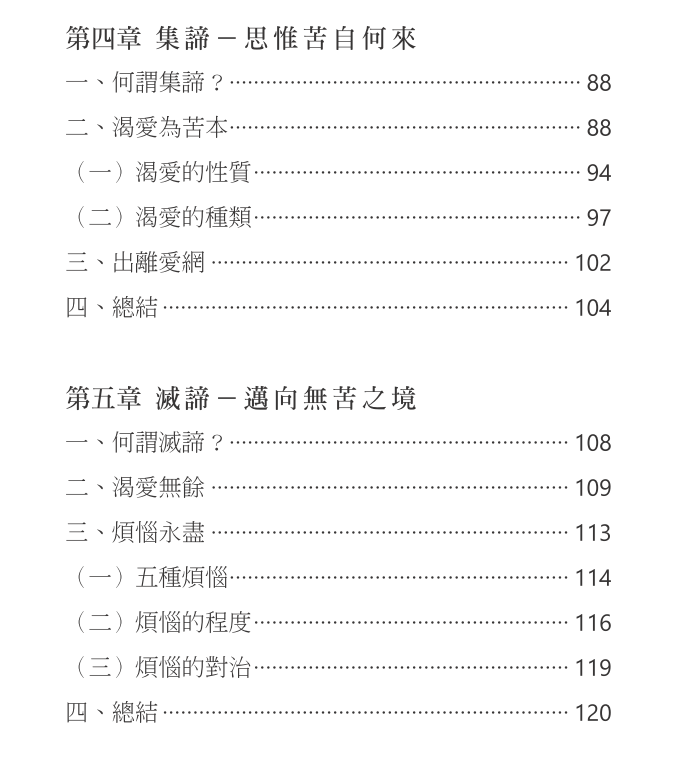 第四章 集諦－思惟苦自何來
一、何謂集諦？ 88
二、渴愛為苦本 88
（一）渴愛的性質 94
（二）渴愛的種類 97
三、出離愛網 102
四、總結 104
第五章 滅諦－邁向無苦之境
一、何謂滅諦？ 108
二、渴愛無餘 109
三、煩惱永盡 113
（一）五種煩惱 114
（二）煩惱的程度 116
（三）煩惱的對治 119
四、總結 120